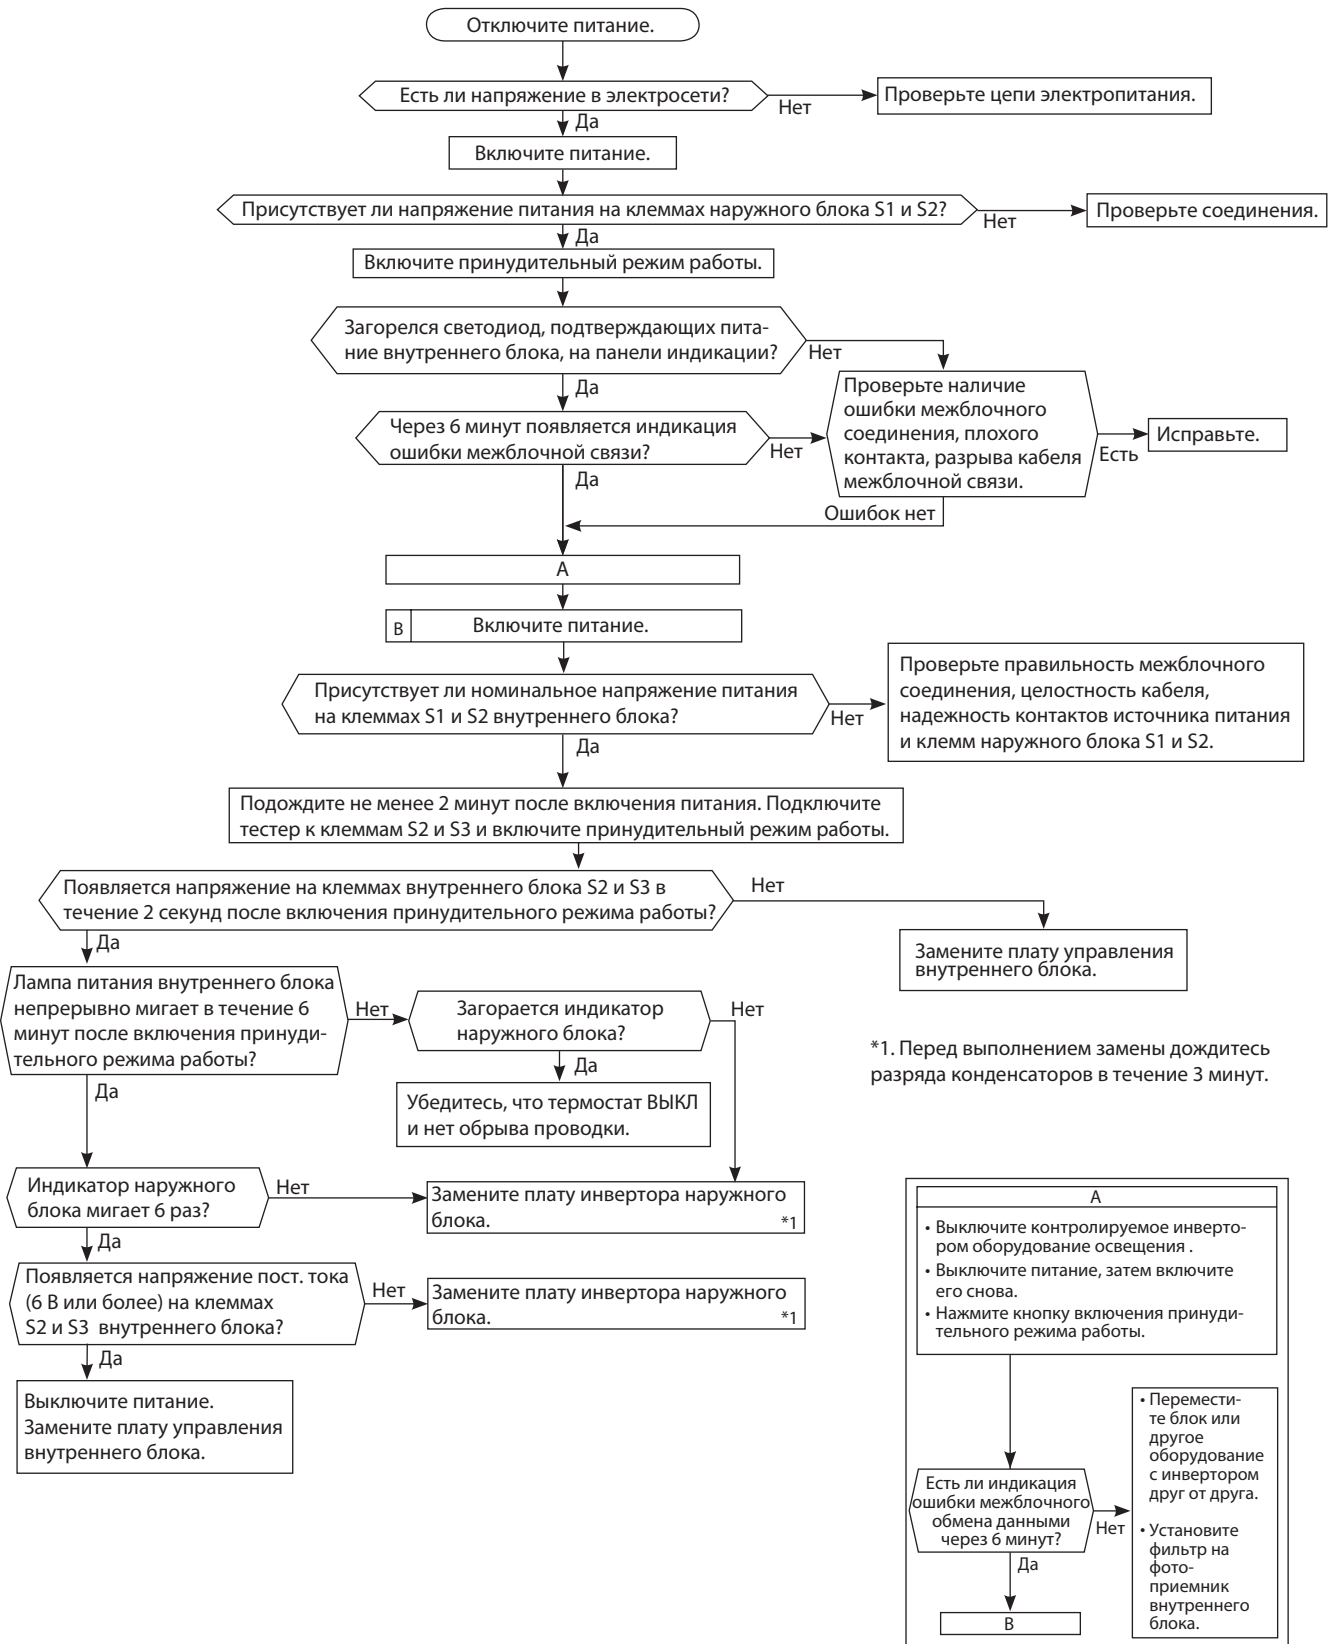 Отключите питание.
Есть ли напряжение в электросети?
Нет
Проверьте цепи электропитания.
Да
Включите питание.
Присутствует ли напряжение питания на клеммах наружного блока S1 и S2?
Нет
Проверьте соединения.
Да
Включите принудительный режим работы.
Загорелся светодиод, подтверждающих пита-
ние внутреннего блока, на панели индикации?
Нет
Да
Проверьте наличие
ошибки межблочного
соединения, плохого
контакта, разрыва кабеля
межблочной связи.
Есть
Исправьте.
Через 6 минут появляется индикация
ошибки межблочной связи?
Нет
Да
Ошибок нет
A
B
Включите питание.
Присутствует ли номинальное напряжение питания
на клеммах S1 и S2 внутреннего блока?
Нет
Проверьте правильность межблочного
соединения, целостность кабеля,
надежность контактов источника питания
и клемм наружного блока S1 и S2.
Да
Подождите не менее 2 минут после включения питания. Подключите
тестер к клеммам S2 и S3 и включите принудительный режим работы.
Появляется напряжение на клеммах внутреннего блока S2 и S3 в
течение 2 секунд после включения принудительного режима работы?
Нет
Замените плату управления
внутреннего блока.
Да
Лампа питания внутреннего блока
непрерывно мигает в течение 6
минут после включения принуди-
тельного режима работы?
Нет
Загорается индикатор
наружного блока?
Нет
Да
Убедитесь, что термостат ВЫКЛ
и нет обрыва проводки.
*1. Перед выполнением замены дождитесь
разряда конденсаторов в течение 3 минут.
Да
Индикатор наружного
блока мигает 6 раз?
Нет
Замените плату инвертора наружного
блока. *1
Да
Появляется напряжение пост. тока
(6 В или более) на клеммах
S2 и S3 внутреннего блока?
Нет
Замените плату инвертора наружного
блока. *1
Да
Выключите питание.
Замените плату управления
внутреннего блока.
A
• Выключите контролируемое инверто-
ром оборудование освещения .
• Выключите питание, затем включите
его снова.
• Нажмите кнопку включения принуди-
тельного режима работы.
Есть ли индикация
ошибки межблочного
обмена данными
через 6 минут?
Нет
• Перемести-
те блок или
другое
оборудование
с инвертором
друг от друга.
• Установите
фильтр на
фото-
приемник
внутреннего
блока.
Да
B